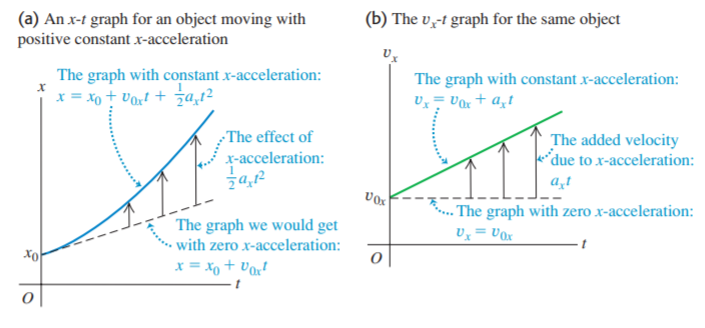 (a) An x-t graph for an object moving with
positive constant x-acceleration
x
The graph with constant x-acceleration:
x = x₀ + v₀ₓt + ½aₓt²
The effect of
x-acceleration:
½aₓt²
The graph we would get
with zero x-acceleration:
x = x₀ + v₀ₓt
x₀
t
O
(b) The vₓ-t graph for the same object
vₓ
The graph with constant x-acceleration:
vₓ = v₀ₓ + aₓt
The added velocity
due to x-acceleration:
aₓt
v₀ₓ
The graph with zero x-acceleration:
vₓ = v₀ₓ
t
O